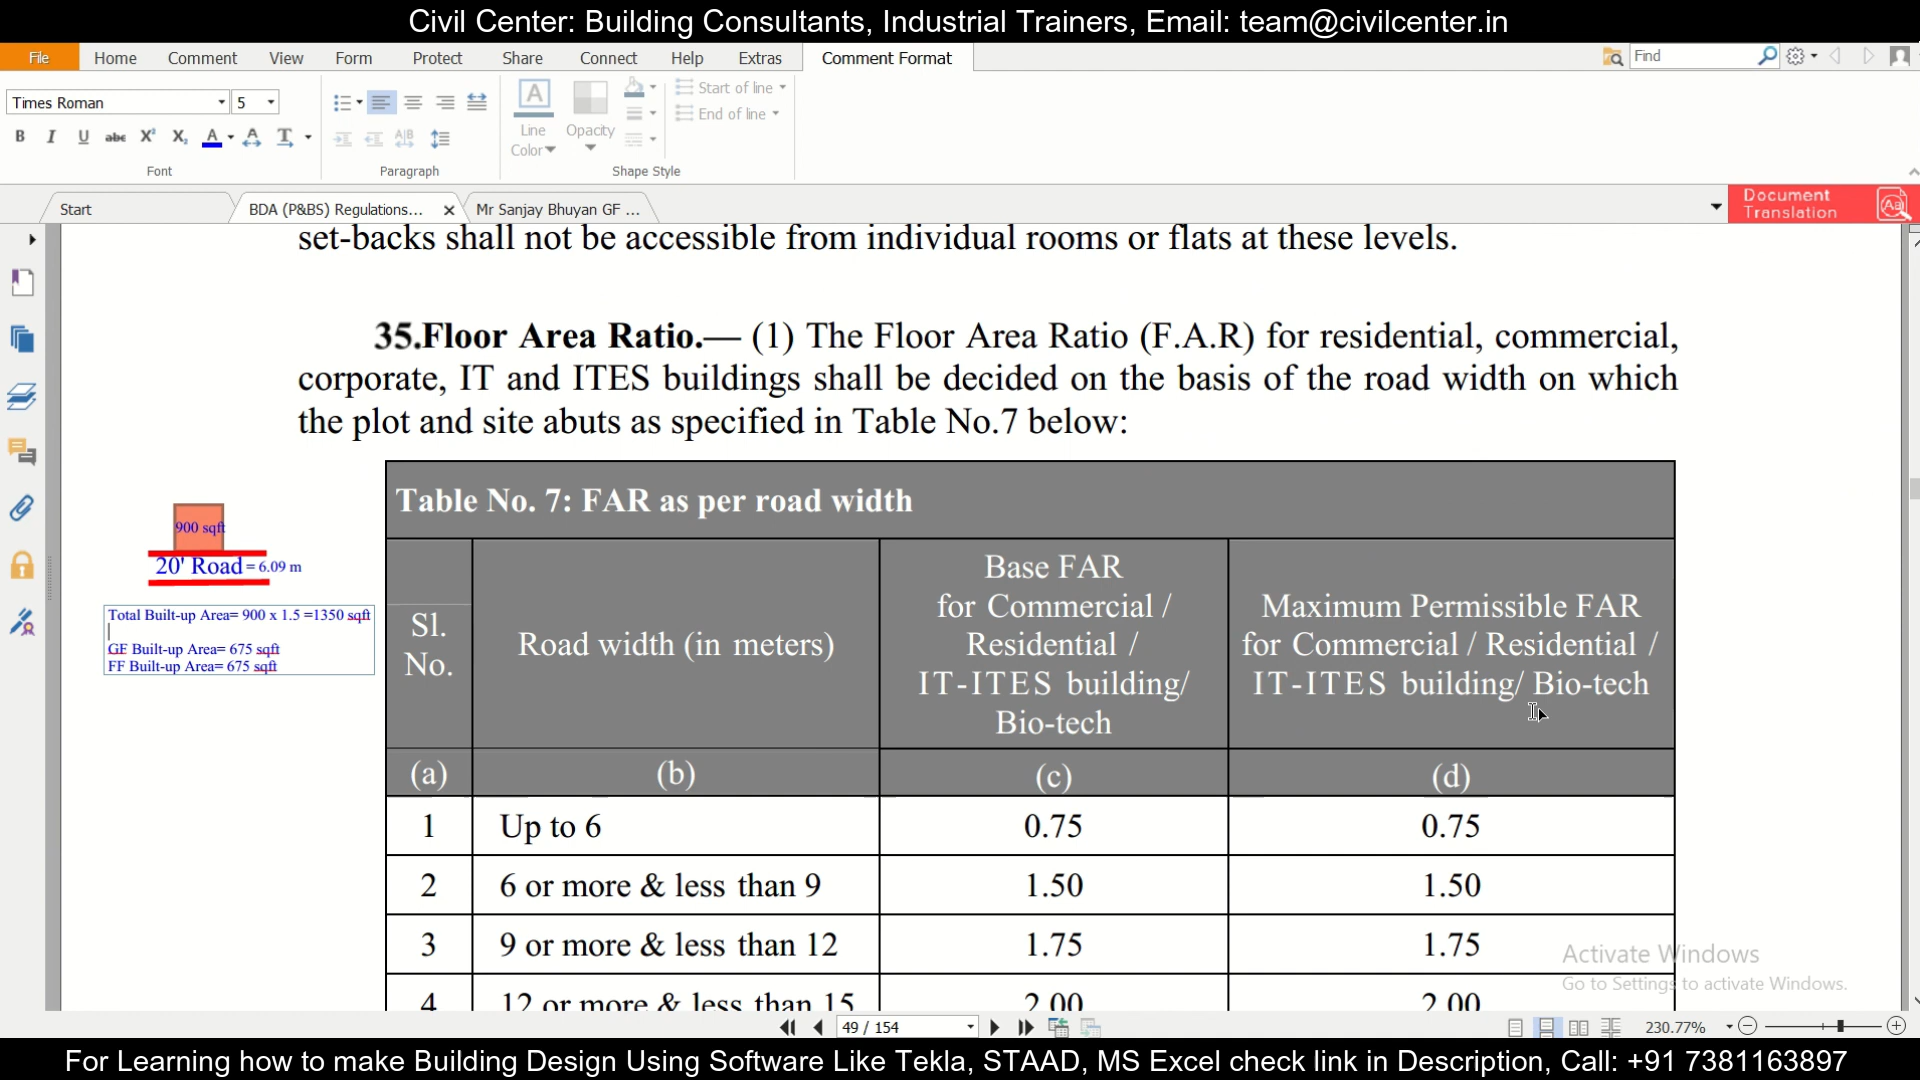 Civil Center: Building Consultants, Industrial Trainers, Email: team@civilcenter.in
File Home Comment View Form Protect Share Connect Help Extras Comment Format Find
Times Roman 5 Start of line
A End of line
B I U abc X² X₂ A A T A|B Line Color Opacity
Font Paragraph Shape Style
Start BDA (P&BS) Regulations... Mr Sanjay Bhuyan GF ... Document Translation
set-backs shall not be accessible from individual rooms or flats at these levels.
35.Floor Area Ratio.— (1) The Floor Area Ratio (F.A.R) for residential, commercial,
corporate, IT and ITES buildings shall be decided on the basis of the road width on which
the plot and site abuts as specified in Table No.7 below:
900 sqft
20' Road = 6.09 m
Total Built-up Area= 900 x 1.5 =1350 sqft
GF Built-up Area= 675 sqft
FF Built-up Area= 675 sqft
Table No. 7: FAR as per road width
Sl. No.
Road width (in meters)
Base FAR
for Commercial /
Residential /
IT-ITES building/
Bio-tech
Maximum Permissible FAR
for Commercial / Residential /
IT-ITES building/ Bio-tech
(a) (b) (c) (d)
1 Up to 6 0.75 0.75
2 6 or more & less than 9 1.50 1.50
3 9 or more & less than 12 1.75 1.75
4 12 or more & less than 15 2.00 2.00
Activate Windows
Go to Settings to activate Windows.
49 / 154 230.77%
For Learning how to make Building Design Using Software Like Tekla, STAAD, MS Excel check link in Description, Call: +91 7381163897